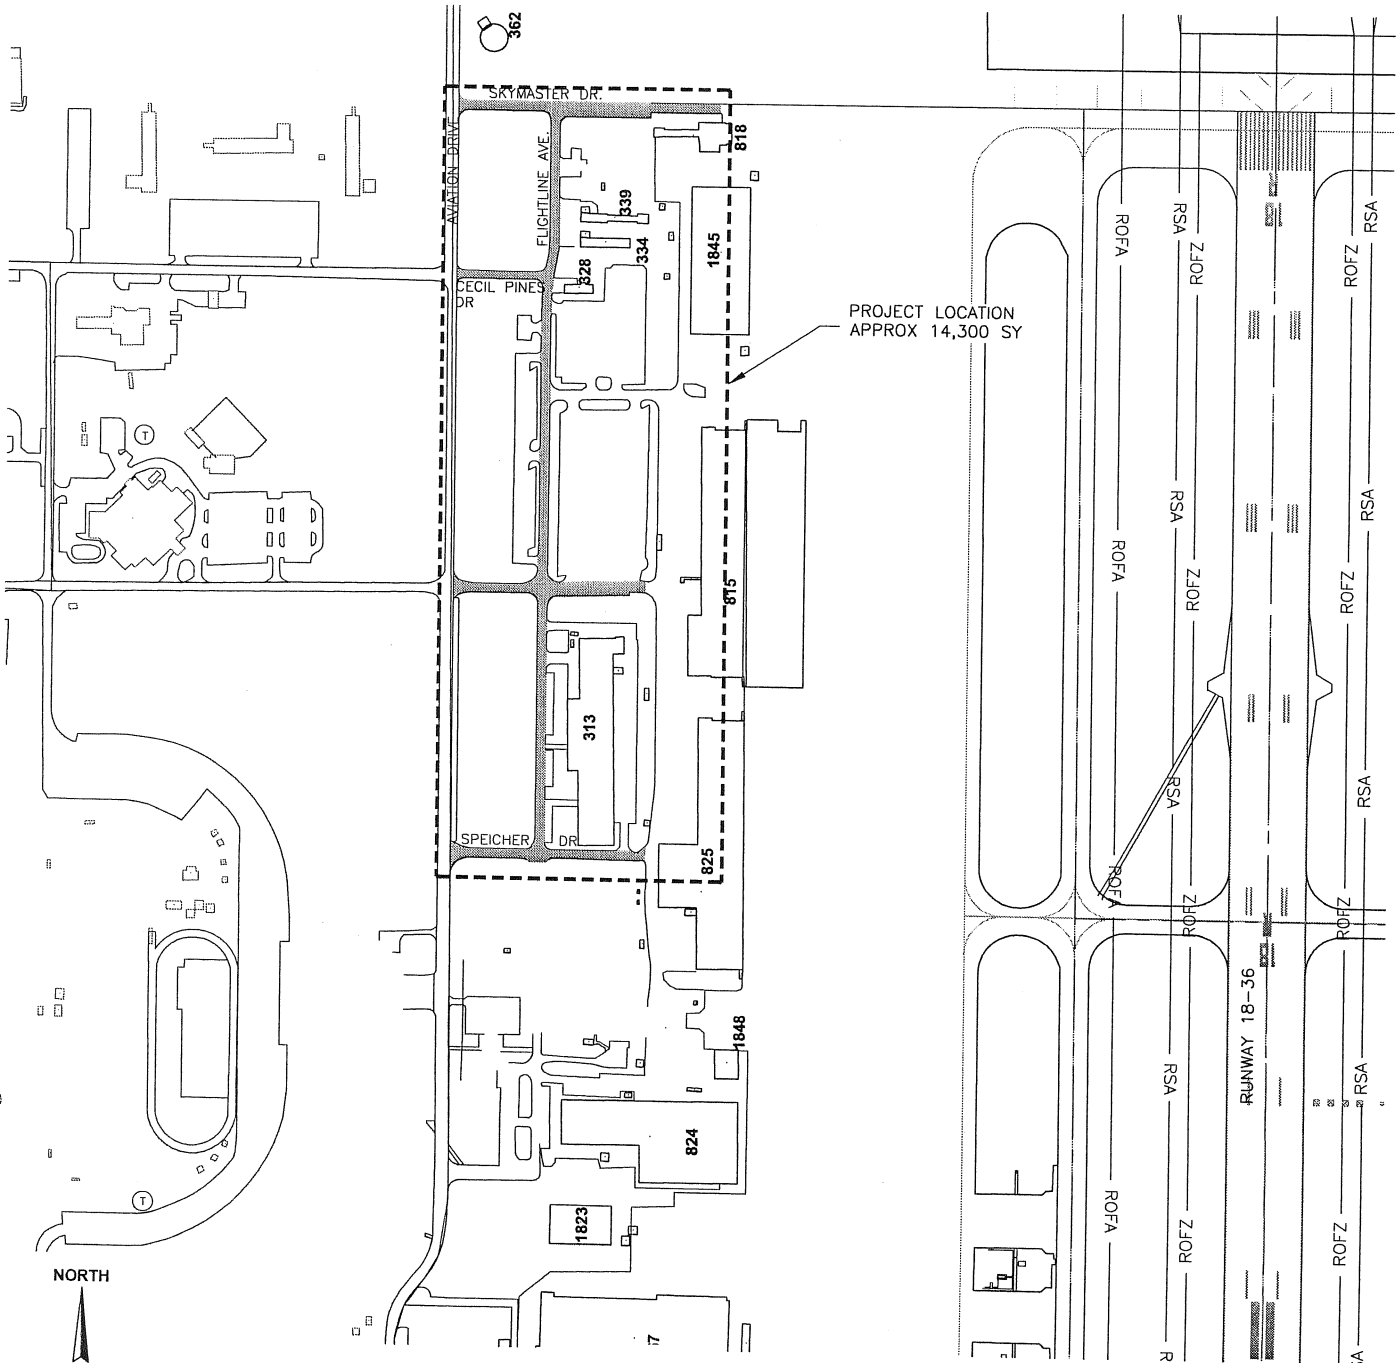 362
SKYMASTER DR.
AVIATION DRIVE
FLIGHTLINE AVE.
818
339
334
328
1845
CECIL PINES
DR
PROJECT LOCATION
APPROX 14,300 SY
T
815
313
SPEICHER DR
825
1848
824
1823
T
NORTH
ROFA
RSA
ROFZ
ROFZ
RSA
ROFA
RSA
ROFZ
ROFZ
RSA
ROFA
RSA
ROFZ
ROFZ
RSA
RUNWAY 18-36
RSA
RSA
ROFA
ROFZ
ROFZ